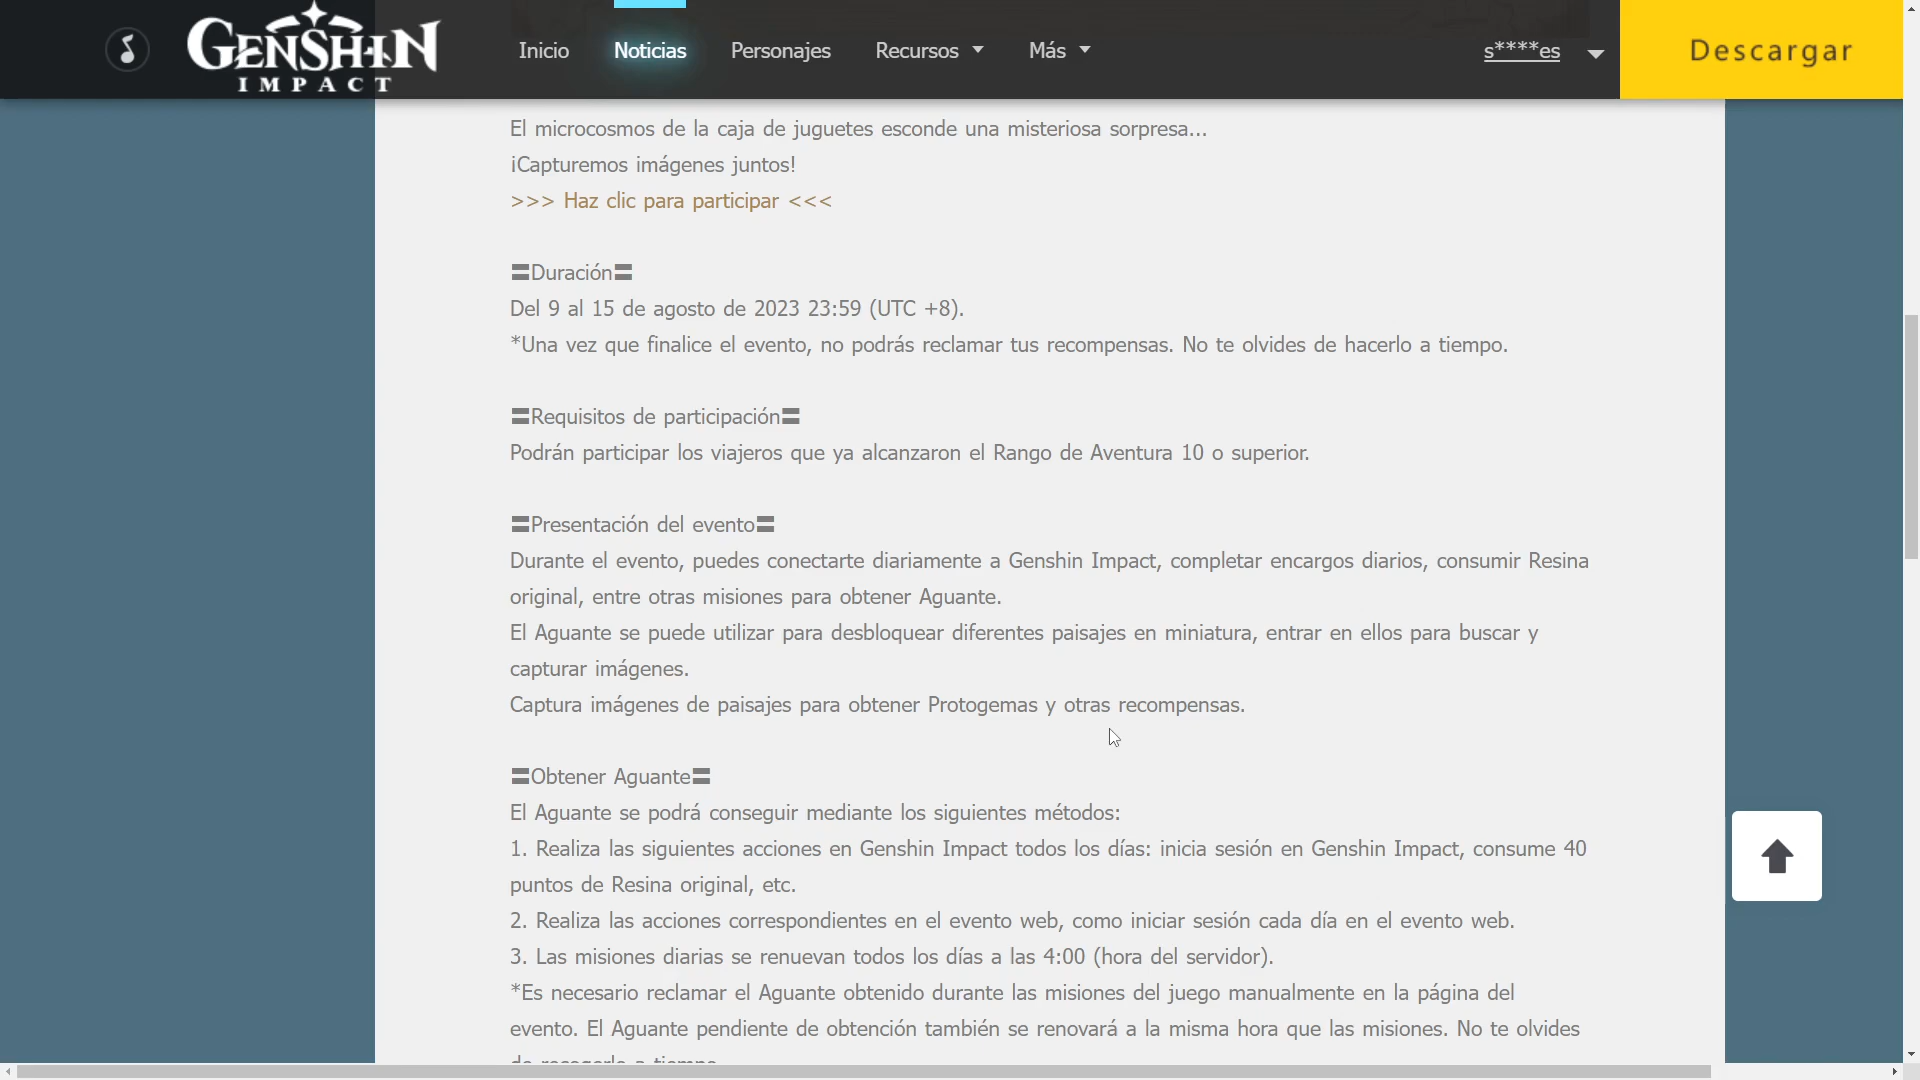 GENSHIN
IMPACT
Inicio
Noticias
Personajes
Recursos
Más
s****es
Descargar
El microcosmos de la caja de juguetes esconde una misteriosa sorpresa...
¡Capturemos imágenes juntos!
>>> Haz clic para participar <<<
〓Duración〓
Del 9 al 15 de agosto de 2023 23:59 (UTC +8).
*Una vez que finalice el evento, no podrás reclamar tus recompensas. No te olvides de hacerlo a tiempo.
〓Requisitos de participación〓
Podrán participar los viajeros que ya alcanzaron el Rango de Aventura 10 o superior.
〓Presentación del evento〓
Durante el evento, puedes conectarte diariamente a Genshin Impact, completar encargos diarios, consumir Resina
original, entre otras misiones para obtener Aguante.
El Aguante se puede utilizar para desbloquear diferentes paisajes en miniatura, entrar en ellos para buscar y
capturar imágenes.
Captura imágenes de paisajes para obtener Protogemas y otras recompensas.
〓Obtener Aguante〓
El Aguante se podrá conseguir mediante los siguientes métodos:
1. Realiza las siguientes acciones en Genshin Impact todos los días: inicia sesión en Genshin Impact, consume 40
puntos de Resina original, etc.
2. Realiza las acciones correspondientes en el evento web, como iniciar sesión cada día en el evento web.
3. Las misiones diarias se renuevan todos los días a las 4:00 (hora del servidor).
*Es necesario reclamar el Aguante obtenido durante las misiones del juego manualmente en la página del
evento. El Aguante pendiente de obtención también se renovará a la misma hora que las misiones. No te olvides
de recogerlo a tiempo